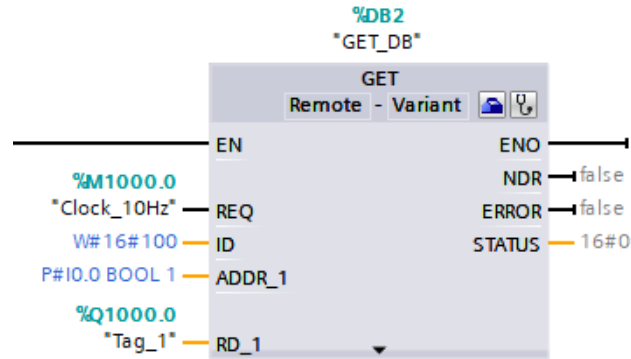 %DB2
"GET_DB"
GET
Remote - Variant
EN ENO
NDR false
%M1000.0
"Clock_10Hz" REQ ERROR false
W#16#100 ID STATUS 16#0
P#I0.0 BOOL 1 ADDR_1
%Q1000.0
"Tag_1" RD_1